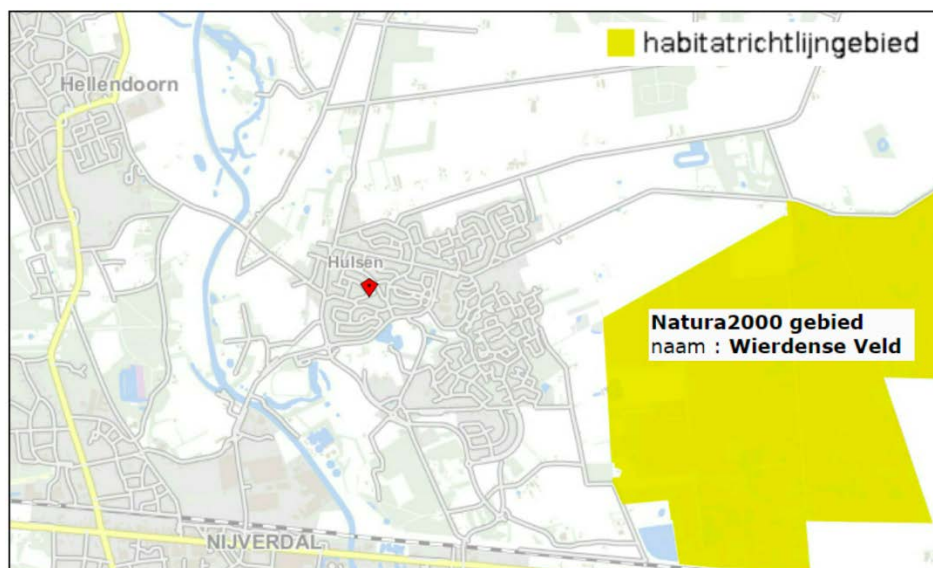 habitatrichtlijngebied
Hellendoorn
Hulsen
Natura2000 gebied
naam : Wierdense Veld
NIJVERDAL